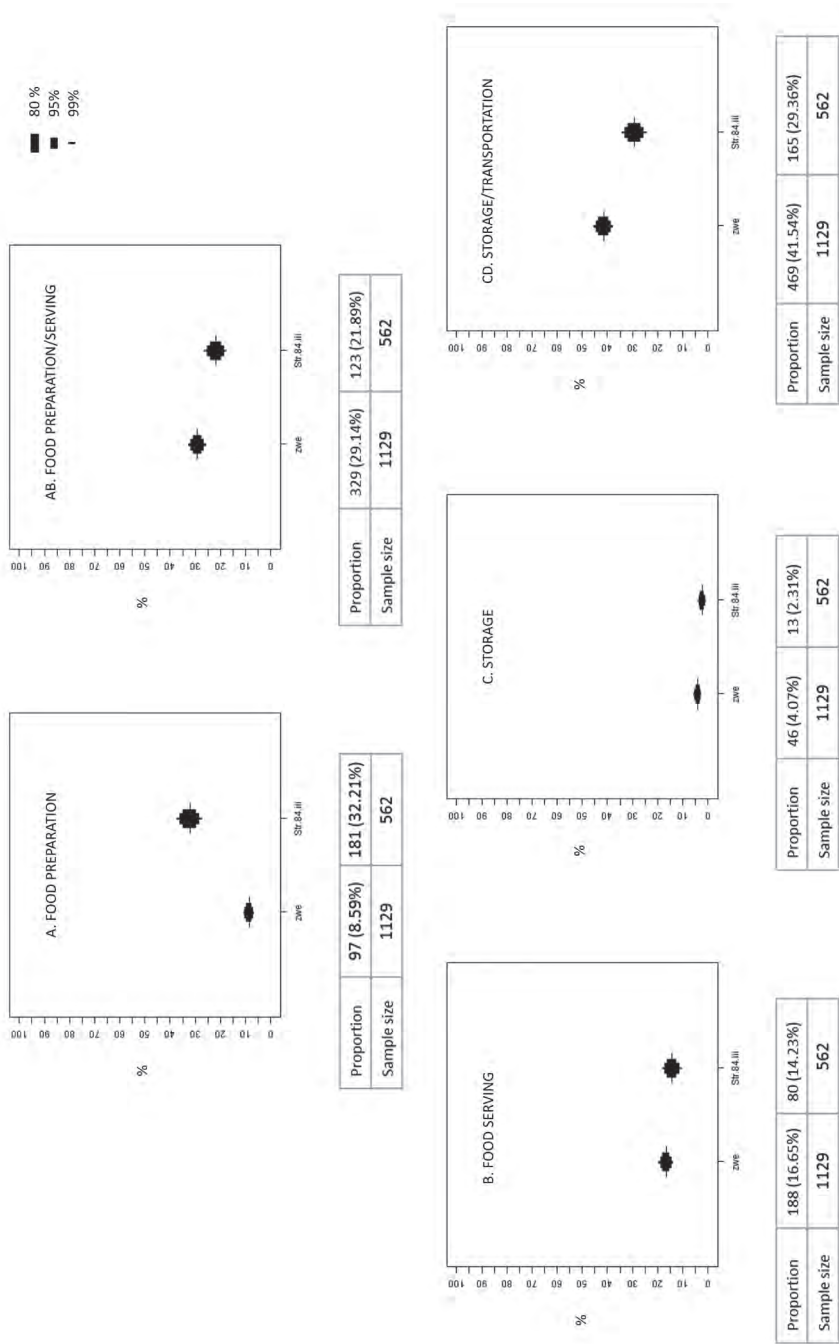 80 %
95%
99%
A. FOOD PREPARATION
%
0 10 20 30 40 50 60 70 80 90 100
zwe Str.84.iii
Proportion 97 (8.59%) 181 (32.21%)
Sample size 1129 562
AB. FOOD PREPARATION/SERVING
%
0 10 20 30 40 50 60 70 80 90 100
zwe Str.84.iii
Proportion 329 (29.14%) 123 (21.89%)
Sample size 1129 562
B. FOOD SERVING
%
0 10 20 30 40 50 60 70 80 90 100
zwe Str.84.iii
Proportion 188 (16.65%) 80 (14.23%)
Sample size 1129 562
C. STORAGE
%
0 10 20 30 40 50 60 70 80 90 100
zwe Str.84.iii
Proportion 46 (4.07%) 13 (2.31%)
Sample size 1129 562
CD. STORAGE/TRANSPORTATION
%
0 10 20 30 40 50 60 70 80 90 100
zwe Str.84.iii
Proportion 469 (41.54%) 165 (29.36%)
Sample size 1129 562